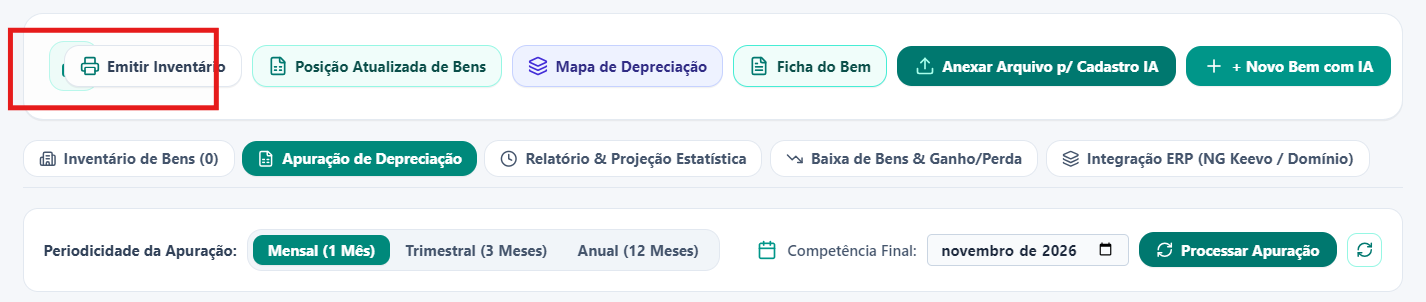 Emitir Inventário
Posição Atualizada de Bens
Mapa de Depreciação
Ficha do Bem
Anexar Arquivo p/ Cadastro IA
+ Novo Bem com IA
Inventário de Bens (0)
Apuração de Depreciação
Relatório & Projeção Estatística
Baixa de Bens & Ganho/Perda
Integração ERP (NG Keevo / Domínio)
Periodicidade da Apuração:
Mensal (1 Mês)
Trimestral (3 Meses)
Anual (12 Meses)
Competência Final:
novembro de 2026
Processar Apuração